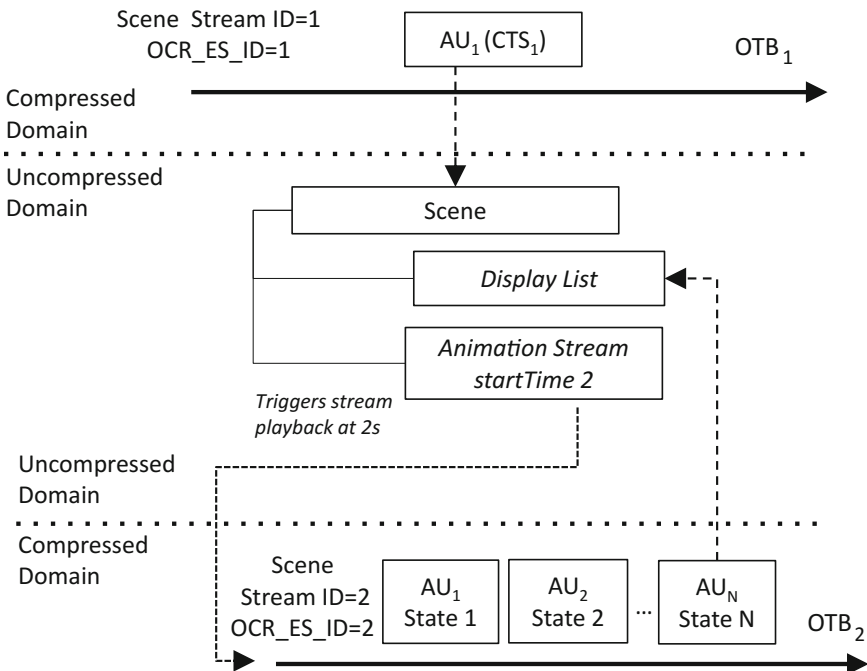 Scene Stream ID=1
OCR_ES_ID=1
AU₁ (CTS₁)
OTB₁
Compressed
Domain
Uncompressed
Domain
Scene
Display List
Animation Stream
startTime 2
Triggers stream
playback at 2s
Uncompressed
Domain
Compressed
Domain
Scene
Stream ID=2
OCR_ES_ID=2
AU₁
State 1
AU₂
State 2
...
AU_N
State N
OTB₂